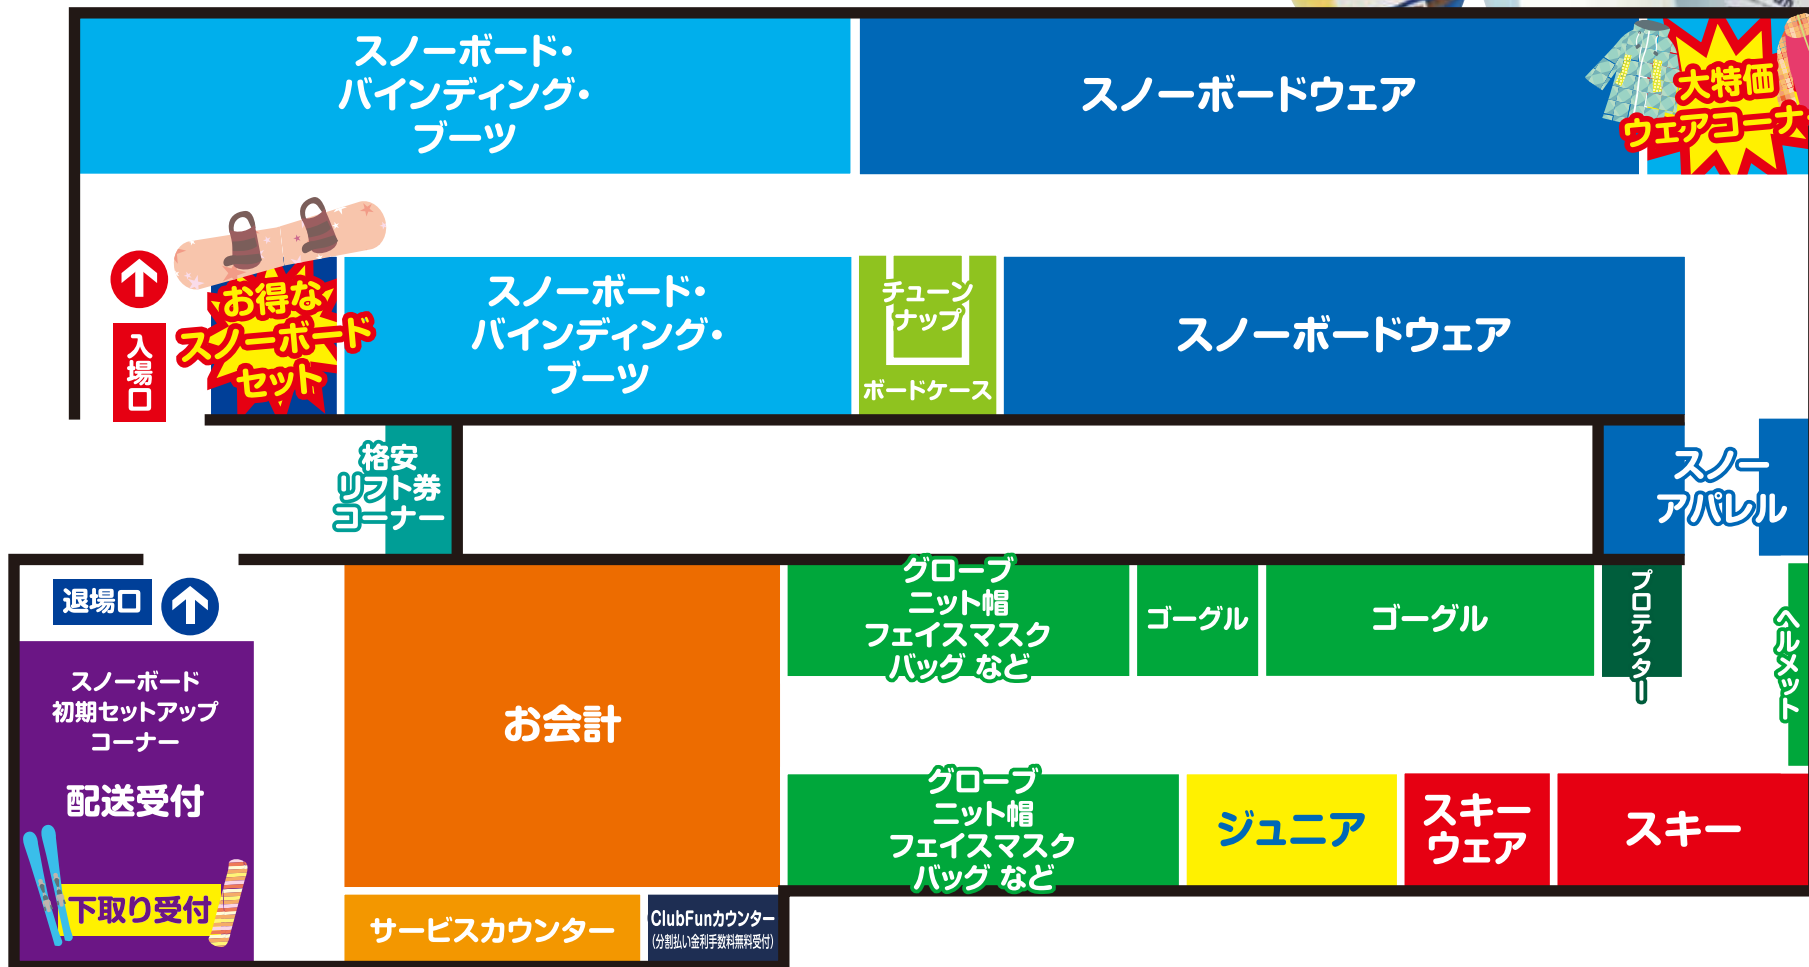 スノーボード・
バインディング・
ブーツ
スノーボードウェア
大特価
ウェアコーナー
お得な
スノーボード
セット
入場口
スノーボード・
バインディング・
ブーツ
チューン
ナップ
ボードケース
スノーボードウェア
格安
リフト券
コーナー
スノー
アパレル
退場口
スノーボード
初期セットアップ
コーナー
配送受付
下取り受付
お会計
グローブ
ニット帽
フェイスマスク
バッグ など
ゴーグル
ゴーグル
プロテクター
ヘルメット
グローブ
ニット帽
フェイスマスク
バッグ など
ジュニア
スキー
ウェア
スキー
サービスカウンター
ClubFunカウンター
(分割払い金利手数料無料受付)